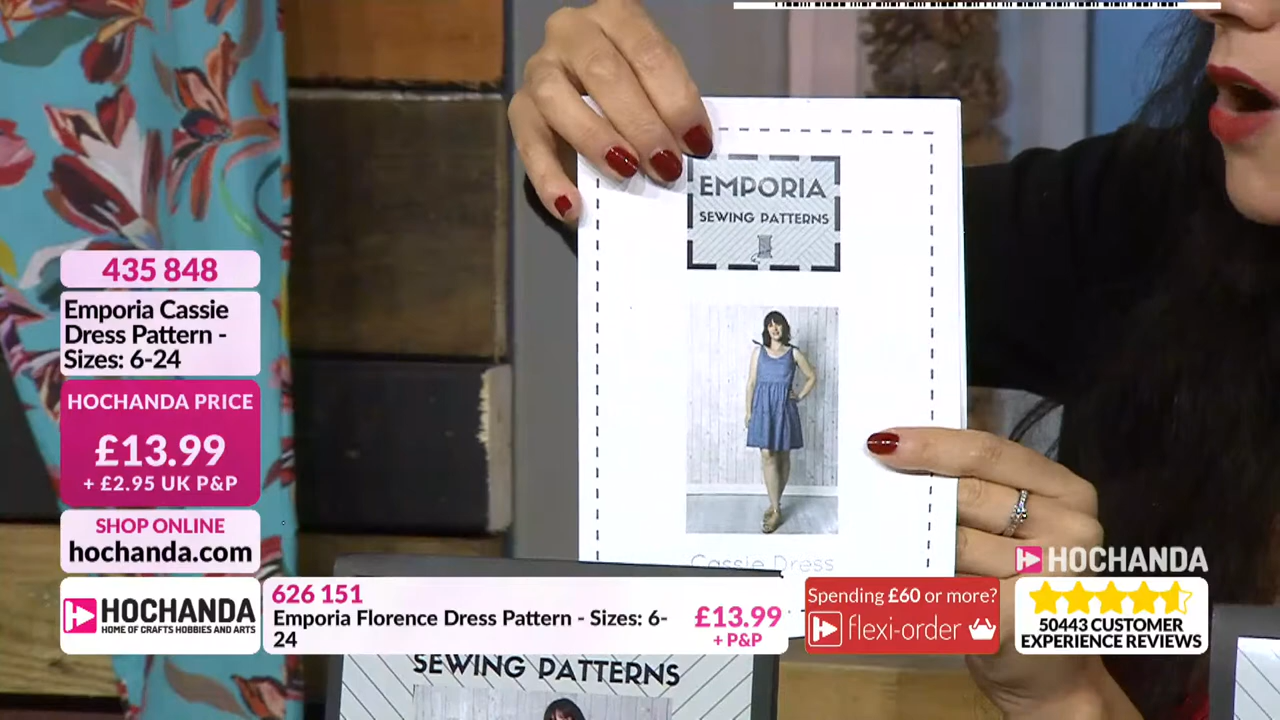 EMPORIA
SEWING PATTERNS
Cassie Dress
435 848
Emporia Cassie
Dress Pattern -
Sizes: 6-24
HOCHANDA PRICE
£13.99
+ £2.95 UK P&P
SHOP ONLINE
hochanda.com
HOCHANDA
HOME OF CRAFTS HOBBIES AND ARTS
626 151
Emporia Florence Dress Pattern - Sizes: 6-
24
£13.99
+ P&P
Spending £60 or more?
flexi-order
HOCHANDA
50443 CUSTOMER
EXPERIENCE REVIEWS
SEWING PATTERNS